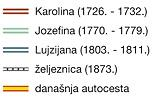 Karolina (1726. - 1732.)
Jozefina (1770. - 1779.)
Lujzijana (1803. - 1811.)
željeznica (1873.)
današnja autocesta